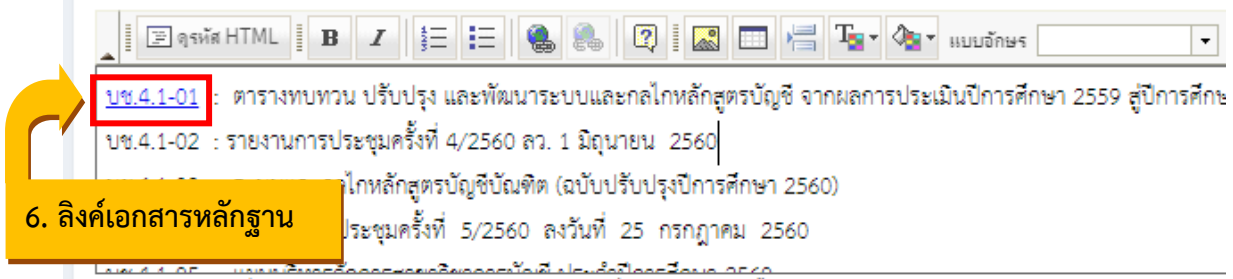 ดุรหัส HTML B I แบบอักษร
บช.4.1-01 : ตารางทบทวน ปรับปรุง และพัฒนาระบบและกลไกหลักสูตรบัญชี จากผลการประเมินปีการศึกษา 2559 สู่ปีการศึกษ
บช.4.1-02 : รายงานการประชุมครั้งที่ 4/2560 ลว. 1 มิถุนายน 2560
ไกหลักสูตรบัญชีบัณฑิต (ฉบับปรับปรุงปีการศึกษา 2560)
6. ลิงค์เอกสารหลักฐาน
ประชุมครั้งที่ 5/2560 ลงวันที่ 25 กรกฎาคม 2560